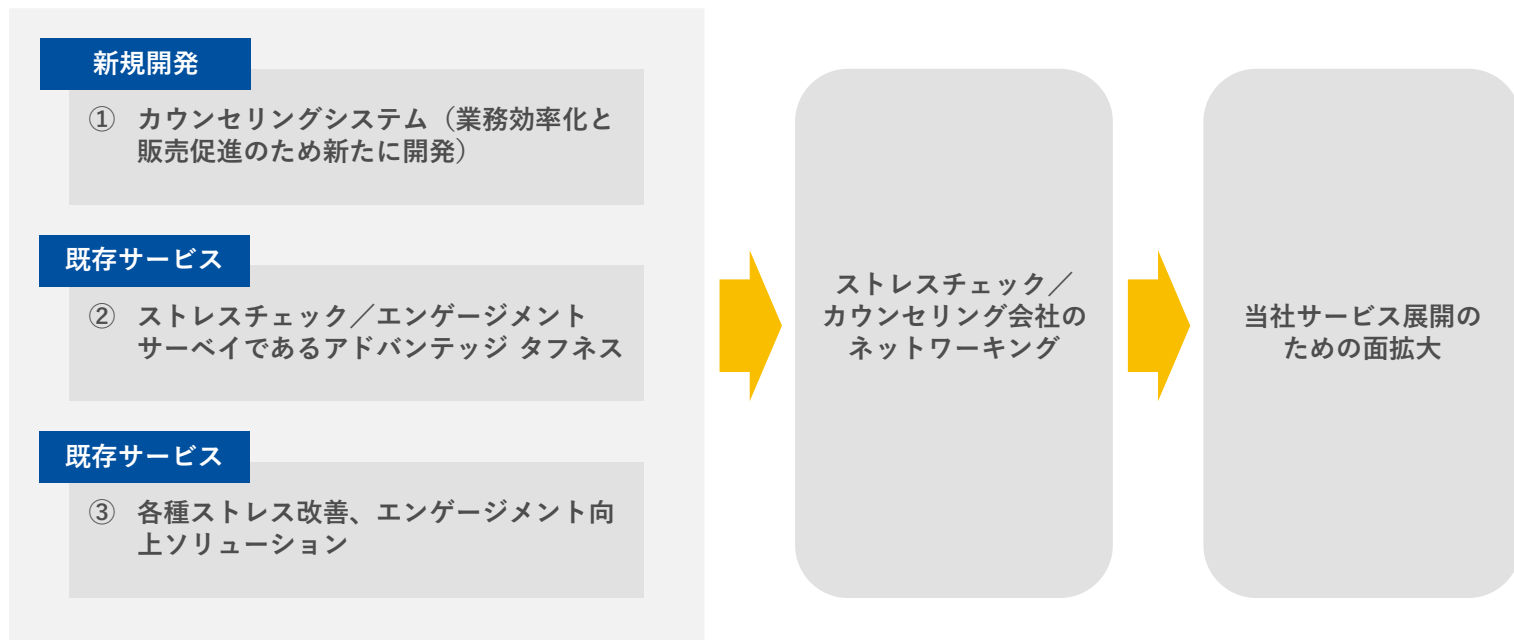 新規開発
① カウンセリングシステム（業務効率化と
販売促進のため新たに開発）
既存サービス
② ストレスチェック／エンゲージメント
サーベイであるアドバンテッジ タフネス
既存サービス
③ 各種ストレス改善、エンゲージメント向
上ソリューション
ストレスチェック／
カウンセリング会社の
ネットワーキング
当社サービス展開の
ための面拡大